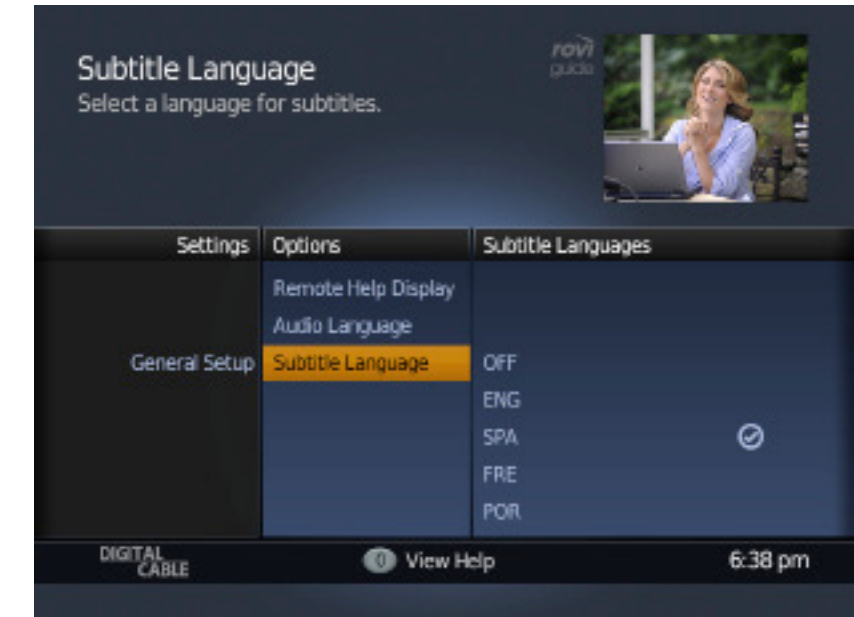 Subtitle Language
Select a language for subtitles.
rovi
guide
Settings Options Subtitle Languages
Remote Help Display
Audio Language
General Setup Subtitle Language OFF
ENG
SPA
FRE
POR
DIGITAL
CABLE
0 View Help 6:38 pm